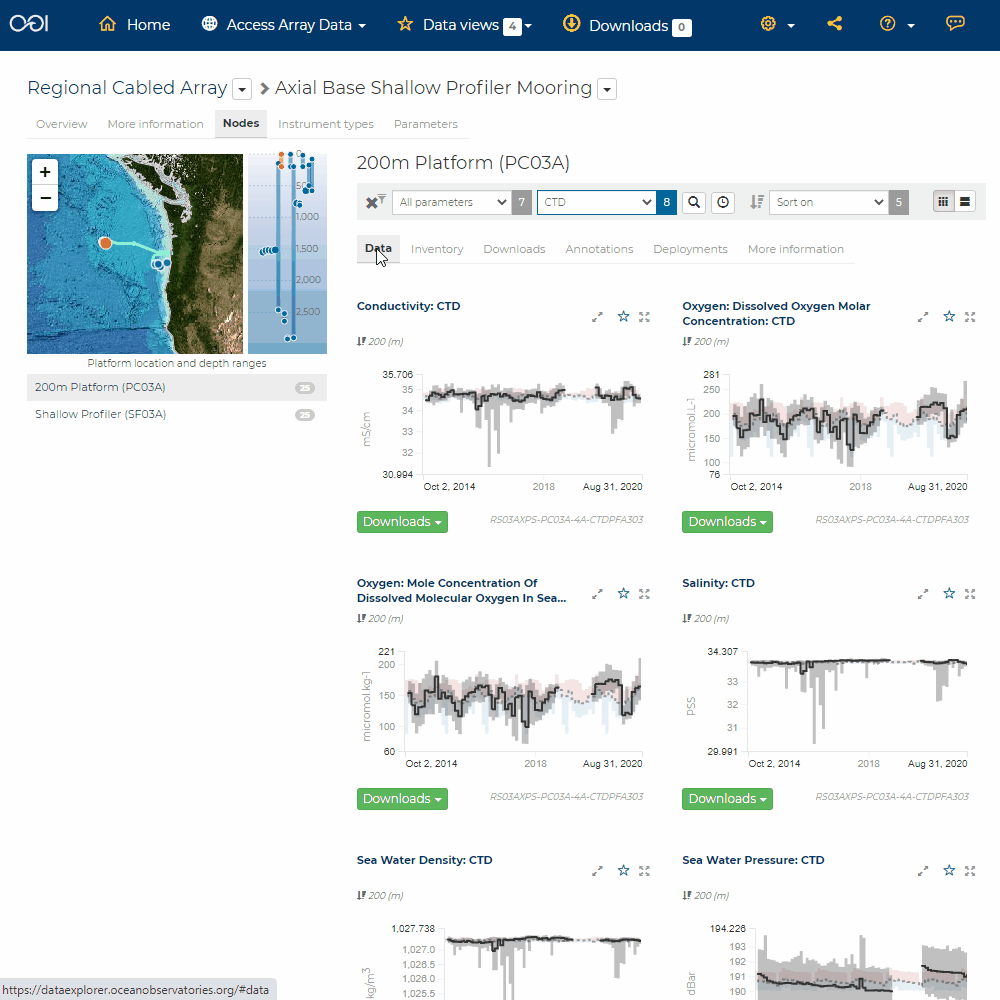 OOI Home Access Array Data Data views 4 Downloads 0
Regional Cabled Array Axial Base Shallow Profiler Mooring
Overview More information Nodes Instrument types Parameters
+
−
0
500
1,000
1,500
2,000
2,500
Platform location and depth ranges
200m Platform (PC03A) 25
Shallow Profiler (SF03A) 25
200m Platform (PC03A)
All parameters 7 CTD 8 Sort on 5
Data Inventory Downloads Annotations Deployments More information
Conductivity: CTD
200 (m)
35.706
35
34
33
32
30.994
mS/cm
Oct 2, 2014 2018 Aug 31, 2020
Downloads RS03AXPS-PC03A-4A-CTDPFA303
Oxygen: Dissolved Oxygen Molar
Concentration: CTD
200 (m)
281
250
200
150
100
76
micromol.L-1
Oct 2, 2014 2018 Aug 31, 2020
Downloads RS03AXPS-PC03A-4A-CTDPFA303
Oxygen: Mole Concentration Of
Dissolved Molecular Oxygen In Sea...
200 (m)
221
200
150
100
60
micromol.kg-1
Oct 2, 2014 2018 Aug 31, 2020
Downloads RS03AXPS-PC03A-4A-CTDPFA303
Salinity: CTD
200 (m)
34.307
33
32
31
29.991
PSS
Oct 2, 2014 2018 Aug 31, 2020
Downloads RS03AXPS-PC03A-4A-CTDPFA303
Sea Water Density: CTD
200 (m)
1,027.738
1,027.0
1,026.5
1,026.0
1,025.5
kg/m³
Sea Water Pressure: CTD
200 (m)
194.226
193
192
191
190
dBar
https://dataexplorer.oceanobservatories.org/#data